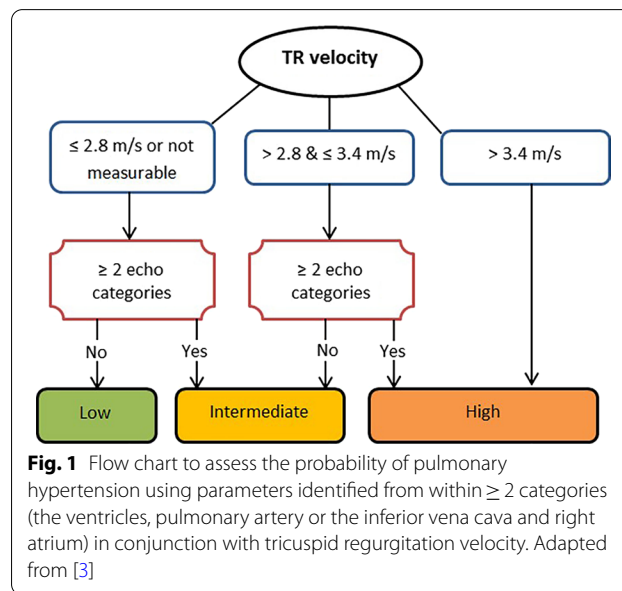 TR velocity
≤ 2.8 m/s or not
measurable
> 2.8 & ≤ 3.4 m/s
> 3.4 m/s
≥ 2 echo
categories
≥ 2 echo
categories
No
Yes
No
Yes
Low
Intermediate
High
Fig. 1 Flow chart to assess the probability of pulmonary
hypertension using parameters identified from within ≥ 2 categories
(the ventricles, pulmonary artery or the inferior vena cava and right
atrium) in conjunction with tricuspid regurgitation velocity. Adapted
from [3]